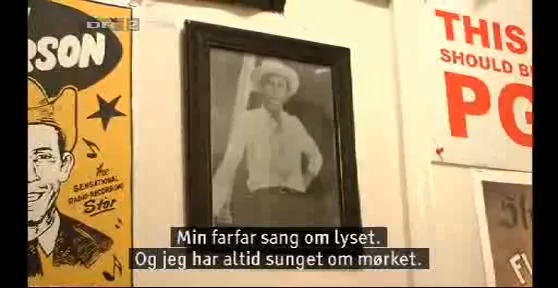 DR2
RSON
THIS
SHOULD B
PG
the
SENSATIONAL
RADIO-RECORDING
Star
Min farfar sang om lyset.
Og jeg har altid sunget om mørket.